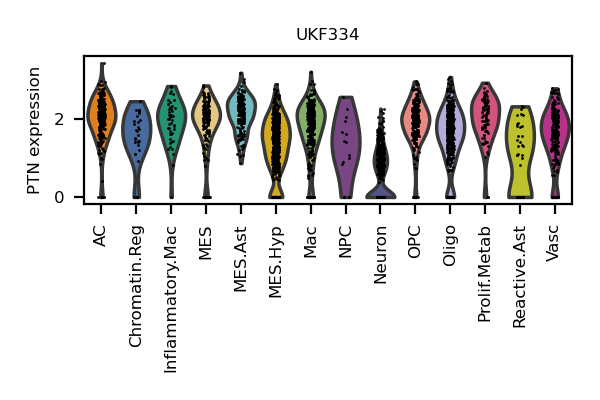 UKF334
PTN expression
2
0
AC
Chromatin.Reg
Inflammatory.Mac
MES
MES.Ast
MES.Hyp
Mac
NPC
Neuron
OPC
Oligo
Prolif.Metab
Reactive.Ast
Vasc